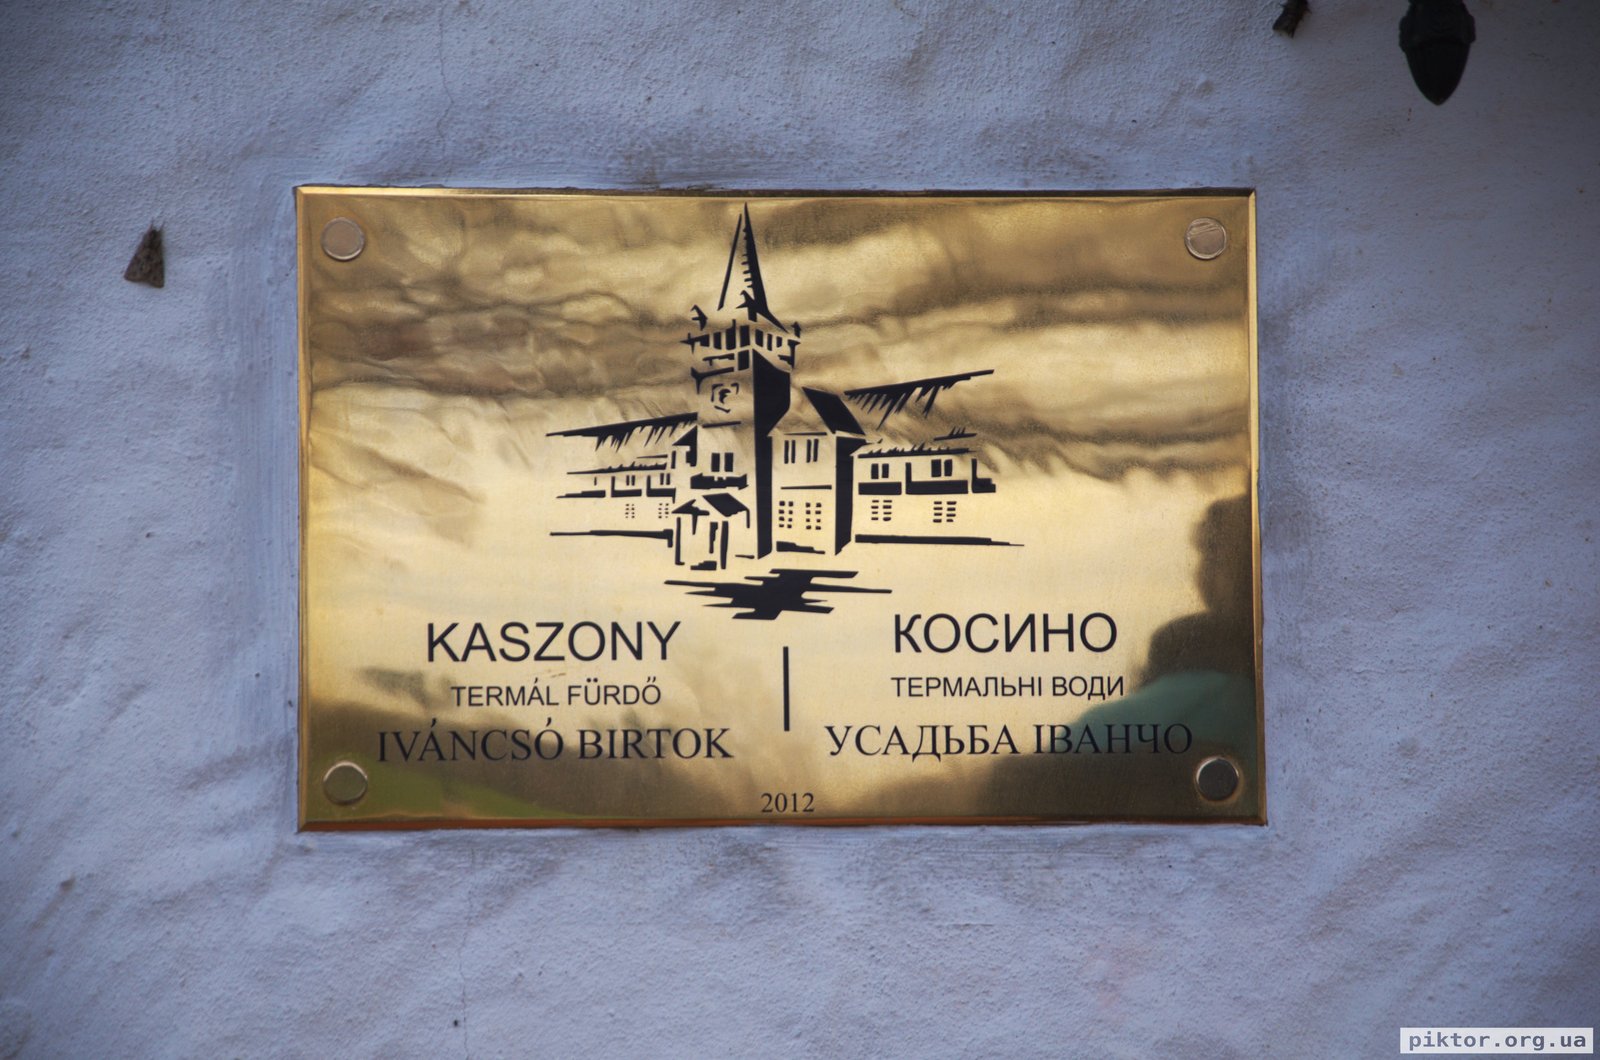 KASZONY
TERMÁL FÜRDŐ
IVÁNCSÓ BIRTOK
КОСИНО
ТЕРМАЛЬНІ ВОДИ
УСАДЬБА ІВАНЧО
2012
piktor.org.ua